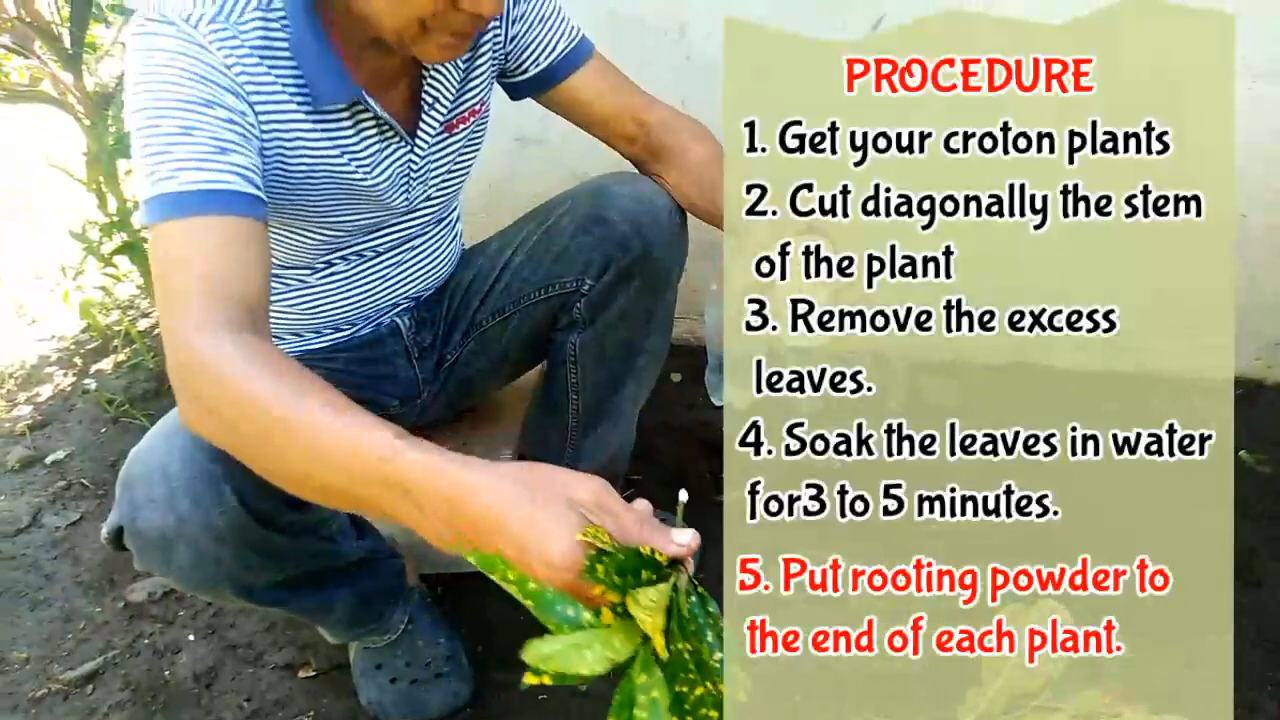 PROCEDURE
1. Get your croton plants
2. Cut diagonally the stem
of the plant
3. Remove the excess
leaves.
4. Soak the leaves in water
for3 to 5 minutes.
5. Put rooting powder to
the end of each plant.